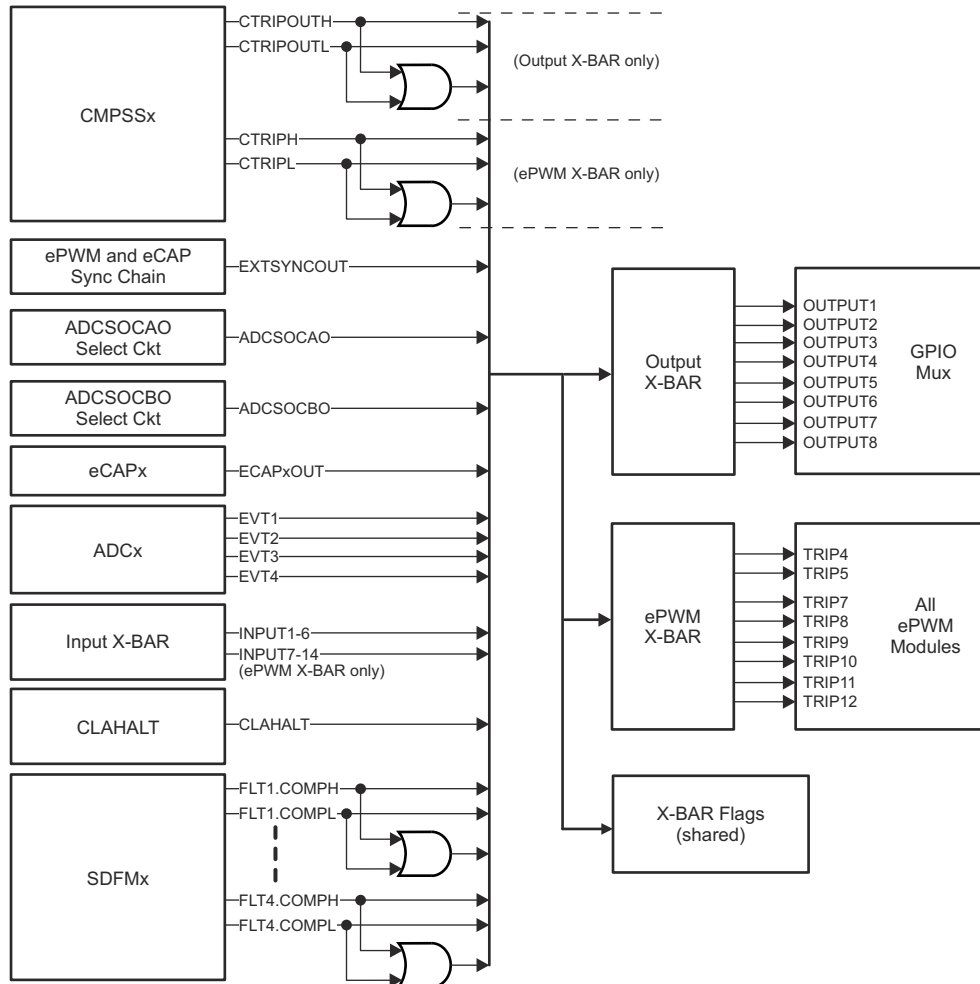 CMPSSx
CTRIPOUTH
CTRIPOUTL
(Output X-BAR only)
CTRIPH
CTRIPL
(ePWM X-BAR only)
ePWM and eCAP
Sync Chain
EXTSYNCOUT
ADCSOCAO
Select Ckt
ADCSOCAO
ADCSOCBO
Select Ckt
ADCSOCBO
eCAPx
ECAPxOUT
ADCx
EVT1
EVT2
EVT3
EVT4
Input X-BAR
INPUT1-6
INPUT7-14
(ePWM X-BAR only)
CLAHALT
CLAHALT
SDFMx
FLT1.COMPH
FLT1.COMPL
FLT4.COMPH
FLT4.COMPL
Output
X-BAR
OUTPUT1
OUTPUT2
OUTPUT3
OUTPUT4
OUTPUT5
OUTPUT6
OUTPUT7
OUTPUT8
GPIO
Mux
ePWM
X-BAR
TRIP4
TRIP5
TRIP7
TRIP8
TRIP9
TRIP10
TRIP11
TRIP12
All
ePWM
Modules
X-BAR Flags
(shared)